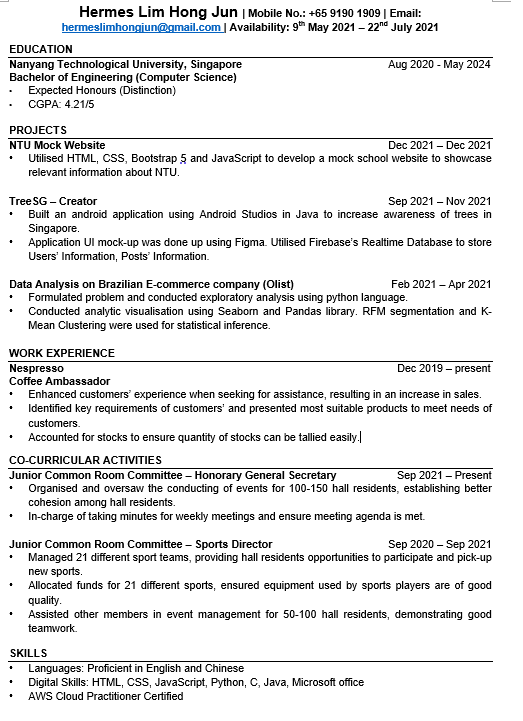 Hermes Lim Hong Jun | Mobile No.: +65 9190 1909 | Email:
hermeslimhongjun@gmail.com | Availability: 9th May 2021 – 22nd July 2021
EDUCATION
Nanyang Technological University, Singapore Aug 2020 - May 2024
Bachelor of Engineering (Computer Science)
- Expected Honours (Distinction)
- CGPA: 4.21/5
PROJECTS
NTU Mock Website Dec 2021 – Dec 2021
• Utilised HTML, CSS, Bootstrap 5 and JavaScript to develop a mock school website to showcase
relevant information about NTU.
TreeSG – Creator Sep 2021 – Nov 2021
• Built an android application using Android Studios in Java to increase awareness of trees in
Singapore.
• Application UI mock-up was done up using Figma. Utilised Firebase's Realtime Database to store
Users' Information, Posts' Information.
Data Analysis on Brazilian E-commerce company (Olist) Feb 2021 – Apr 2021
• Formulated problem and conducted exploratory analysis using python language.
• Conducted analytic visualisation using Seaborn and Pandas library. RFM segmentation and K-
Mean Clustering were used for statistical inference.
WORK EXPERIENCE
Nespresso Dec 2019 – present
Coffee Ambassador
• Enhanced customers' experience when seeking for assistance, resulting in an increase in sales.
• Identified key requirements of customers' and presented most suitable products to meet needs of
customers.
• Accounted for stocks to ensure quantity of stocks can be tallied easily.
CO-CURRICULAR ACTIVITIES
Junior Common Room Committee – Honorary General Secretary Sep 2021 – Present
• Organised and oversaw the conducting of events for 100-150 hall residents, establishing better
cohesion among hall residents.
• In-charge of taking minutes for weekly meetings and ensure meeting agenda is met.
Junior Common Room Committee – Sports Director Sep 2020 – Sep 2021
• Managed 21 different sport teams, providing hall residents opportunities to participate and pick-up
new sports.
• Allocated funds for 21 different sports, ensured equipment used by sports players are of good
quality.
• Assisted other members in event management for 50-100 hall residents, demonstrating good
teamwork.
SKILLS
• Languages: Proficient in English and Chinese
• Digital Skills: HTML, CSS, JavaScript, Python, C, Java, Microsoft office
• AWS Cloud Practitioner Certified